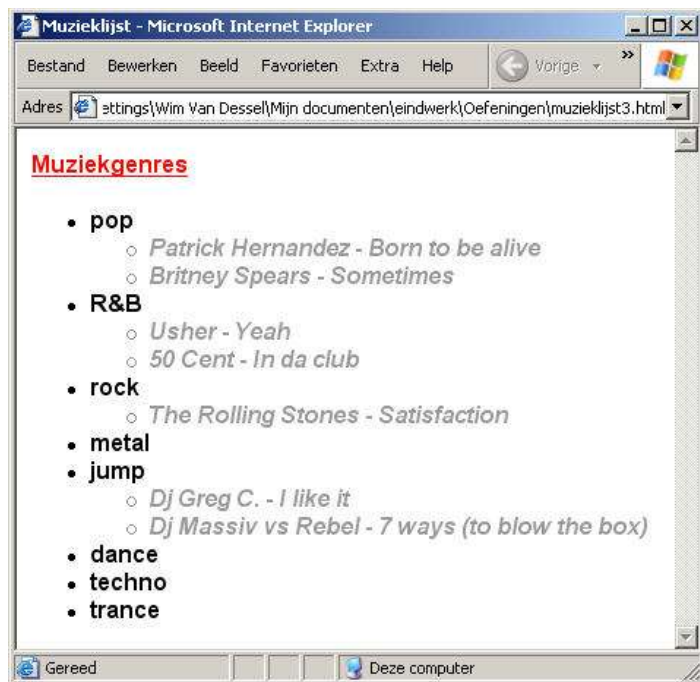 Muzieklijst - Microsoft Internet Explorer
Bestand Bewerken Beeld Favorieten Extra Help Vorige »
Adres ettings\Wim Van Dessel\Mijn documenten\eindwerk\Oefeningen\muzieklijst3.html
Muziekgenres
pop
Patrick Hernandez - Born to be alive
Britney Spears - Sometimes
R&B
Usher - Yeah
50 Cent - In da club
rock
The Rolling Stones - Satisfaction
metal
jump
Dj Greg C. - I like it
Dj Massiv vs Rebel - 7 ways (to blow the box)
dance
techno
trance
Gereed Deze computer